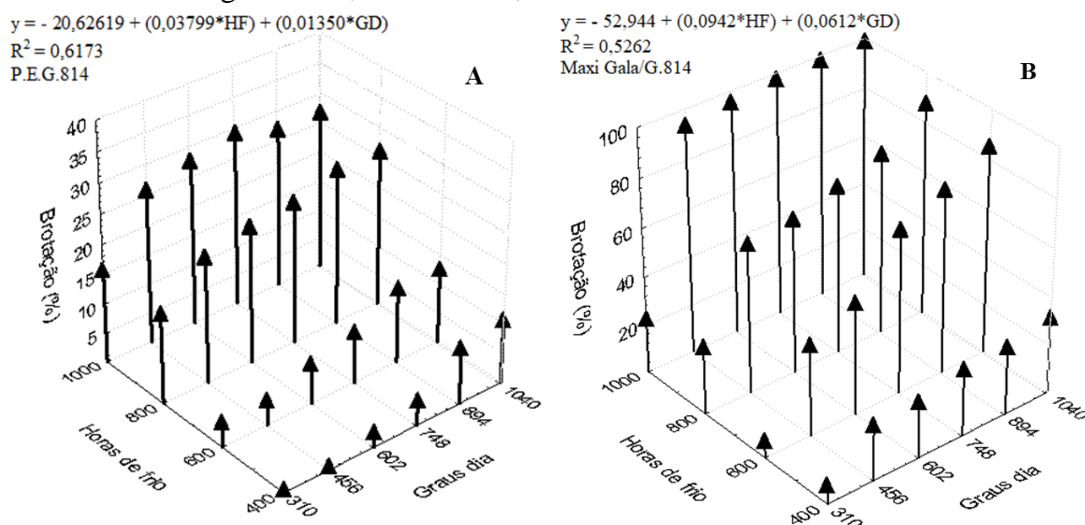 y = - 20,62619 + (0,03799*HF) + (0,01350*GD)
R² = 0,6173
P.E.G.814
A
40
35
30
25
20
15
10
5
Brotação (%)
1000
800
600
400
Horas de frio
310
456
602
748
894
1040
Graus dia
y = - 52,944 + (0,0942*HF) + (0,0612*GD)
R² = 0,5262
Maxi Gala/G.814
B
100
80
60
40
20
Brotação (%)
1000
800
600
400
Horas de frio
310
456
602
748
894
1040
Graus dia